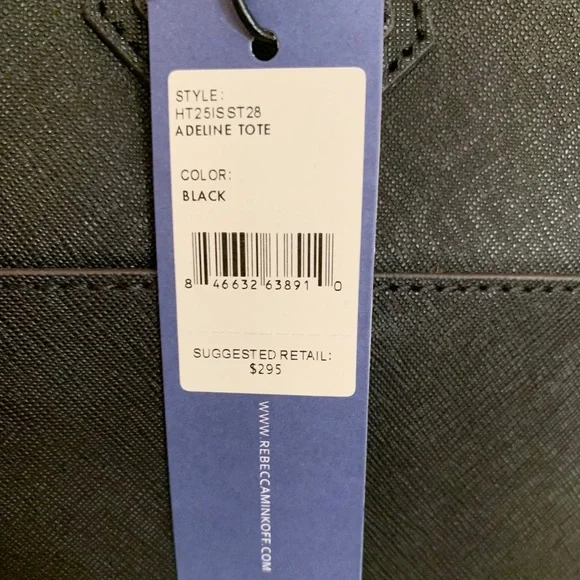 STYLE:
HT25ISST28
ADELINE TOTE
COLOR:
BLACK
8 46632 63891 0
SUGGESTED RETAIL:
$295
WWW.REBECCAMINKOFF.COM